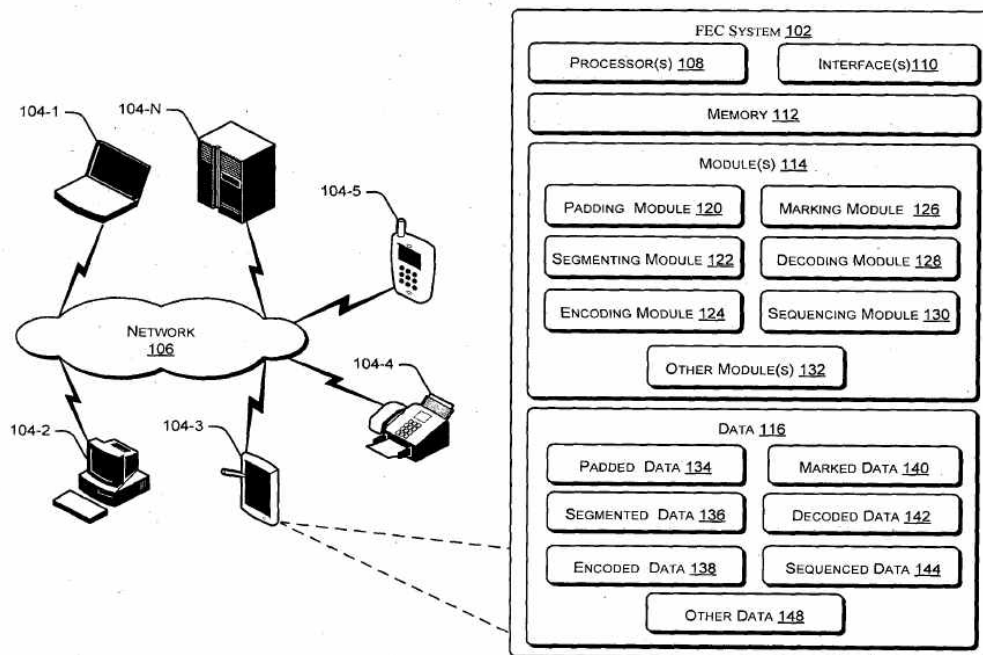 104-1
104-N
104-5
NETWORK
106
104-4
104-2
104-3
FEC SYSTEM 102
PROCESSOR(S) 108
INTERFACE(S)110
MEMORY 112
MODULE(S) 114
PADDING MODULE 120
MARKING MODULE 126
SEGMENTING MODULE 122
DECODING MODULE 128
ENCODING MODULE 124
SEQUENCING MODULE 130
OTHER MODULE(S) 132
DATA 116
PADDED DATA 134
MARKED DATA 140
SEGMENTED DATA 136
DECODED DATA 142
ENCODED DATA 138
SEQUENCED DATA 144
OTHER DATA 148